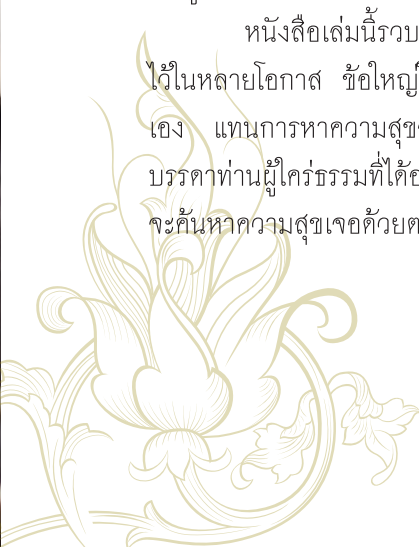 หนังสือเล่มนี้รวบ
ไว้ในหลายโอกาส ข้อใหญ่
เอง แทนการหาความสุข
บรรดาท่านผู้ใคร่ธรรมที่ได้
จะค้นหาความสุขเจอด้วยต